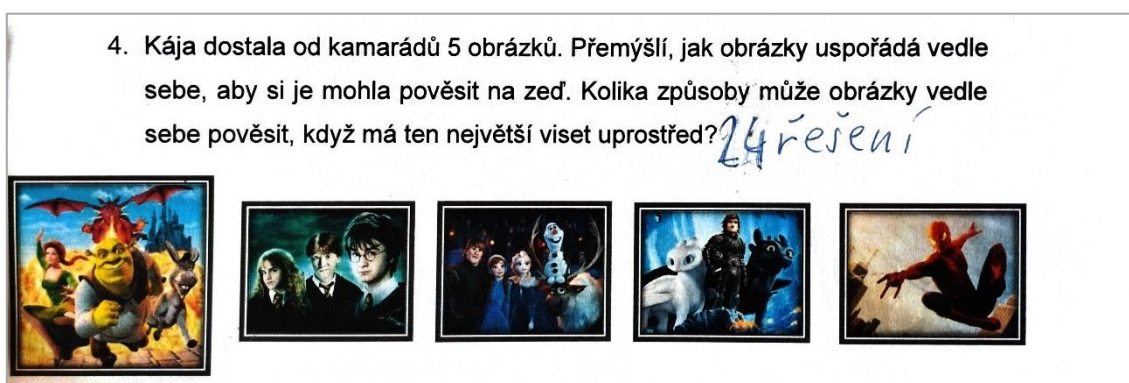 4. Kája dostala od kamarádů 5 obrázků. Přemýšlí, jak obrázky uspořádá vedle
sebe, aby si je mohla pověsit na zeď. Kolika způsoby může obrázky vedle
sebe pověsit, když má ten největší viset uprostřed? 24 řešení